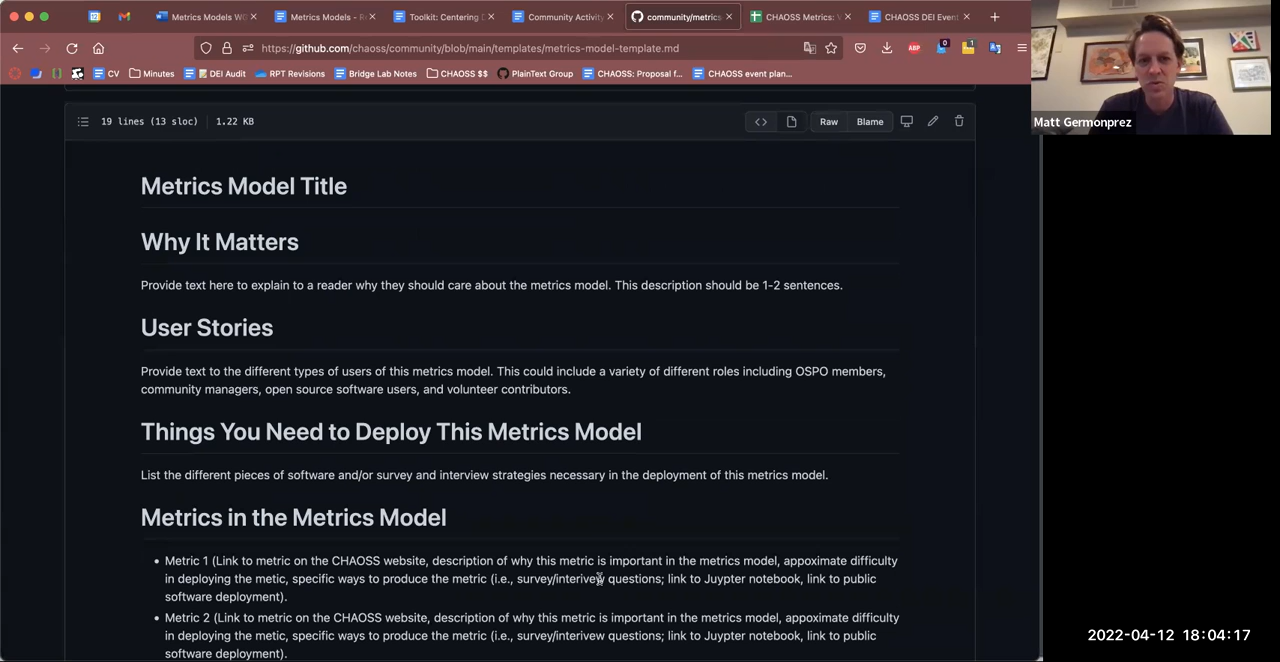 Metrics Models WG
Metrics Models - R
Toolkit: Centering D
Community Activity
community/metrics
CHAOSS Metrics: V
CHAOSS DEI Event
https://github.com/chaoss/community/blob/main/templates/metrics-model-template.md
CV
Minutes
DEI Audit
RPT Revisions
Bridge Lab Notes
CHAOSS $$
PlainText Group
CHAOSS: Proposal f...
CHAOSS event plan...
Matt Germonprez
19 lines (13 sloc) 1.22 KB
Raw
Blame
Metrics Model Title
Why It Matters
Provide text here to explain to a reader why they should care about the metrics model. This description should be 1-2 sentences.
User Stories
Provide text to the different types of users of this metrics model. This could include a variety of different roles including OSPO members,
community managers, open source software users, and volunteer contributors.
Things You Need to Deploy This Metrics Model
List the different pieces of software and/or survey and interview strategies necessary in the deployment of this metrics model.
Metrics in the Metrics Model
• Metric 1 (Link to metric on the CHAOSS website, description of why this metric is important in the metrics model, appoximate difficulty
in deploying the metic, specific ways to produce the metric (i.e., survey/interivew questions; link to Juypter notebook, link to public
software deployment).
• Metric 2 (Link to metric on the CHAOSS website, description of why this metric is important in the metrics model, appoximate difficulty
in deploying the metic, specific ways to produce the metric (i.e., survey/interivew questions; link to Juypter notebook, link to public
software deployment).
2022-04-12 18:04:17